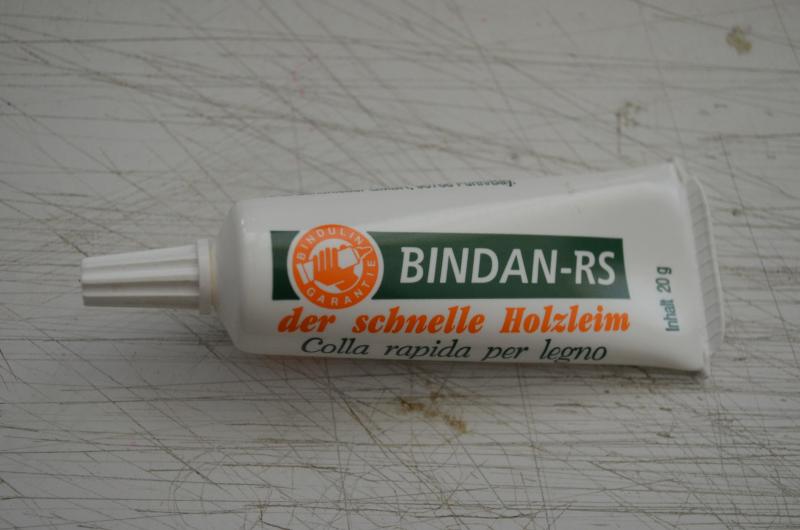 BINDULIN
GARANTIE
BINDAN-RS
der schnelle Holzleim
Colla rapida per legno
Inhalt 20 g